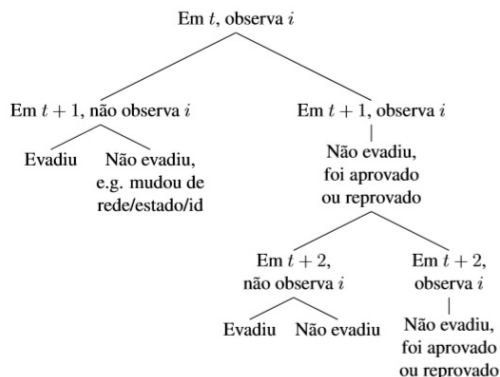 Em t, observa i
Em t + 1, não observa i
Em t + 1, observa i
Evadiu
Não evadiu,
e.g. mudou de
rede/estado/id
Não evadiu,
foi aprovado
ou reprovado
Em t + 2,
não observa i
Em t + 2,
observa i
Evadiu
Não evadiu
Não evadiu,
foi aprovado
ou reprovado